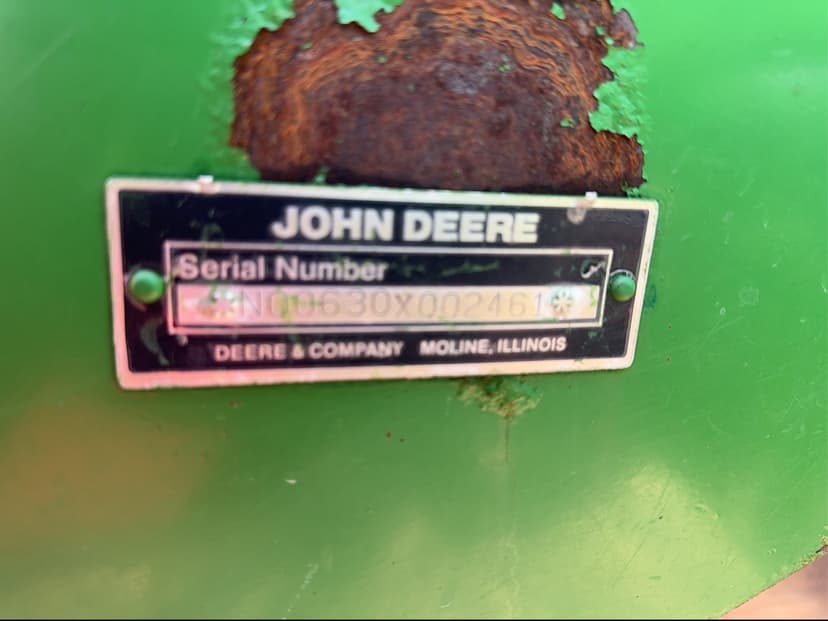 JOHN DEERE
Serial Number
*N00630X002461*
DEERE & COMPANY MOLINE, ILLINOIS